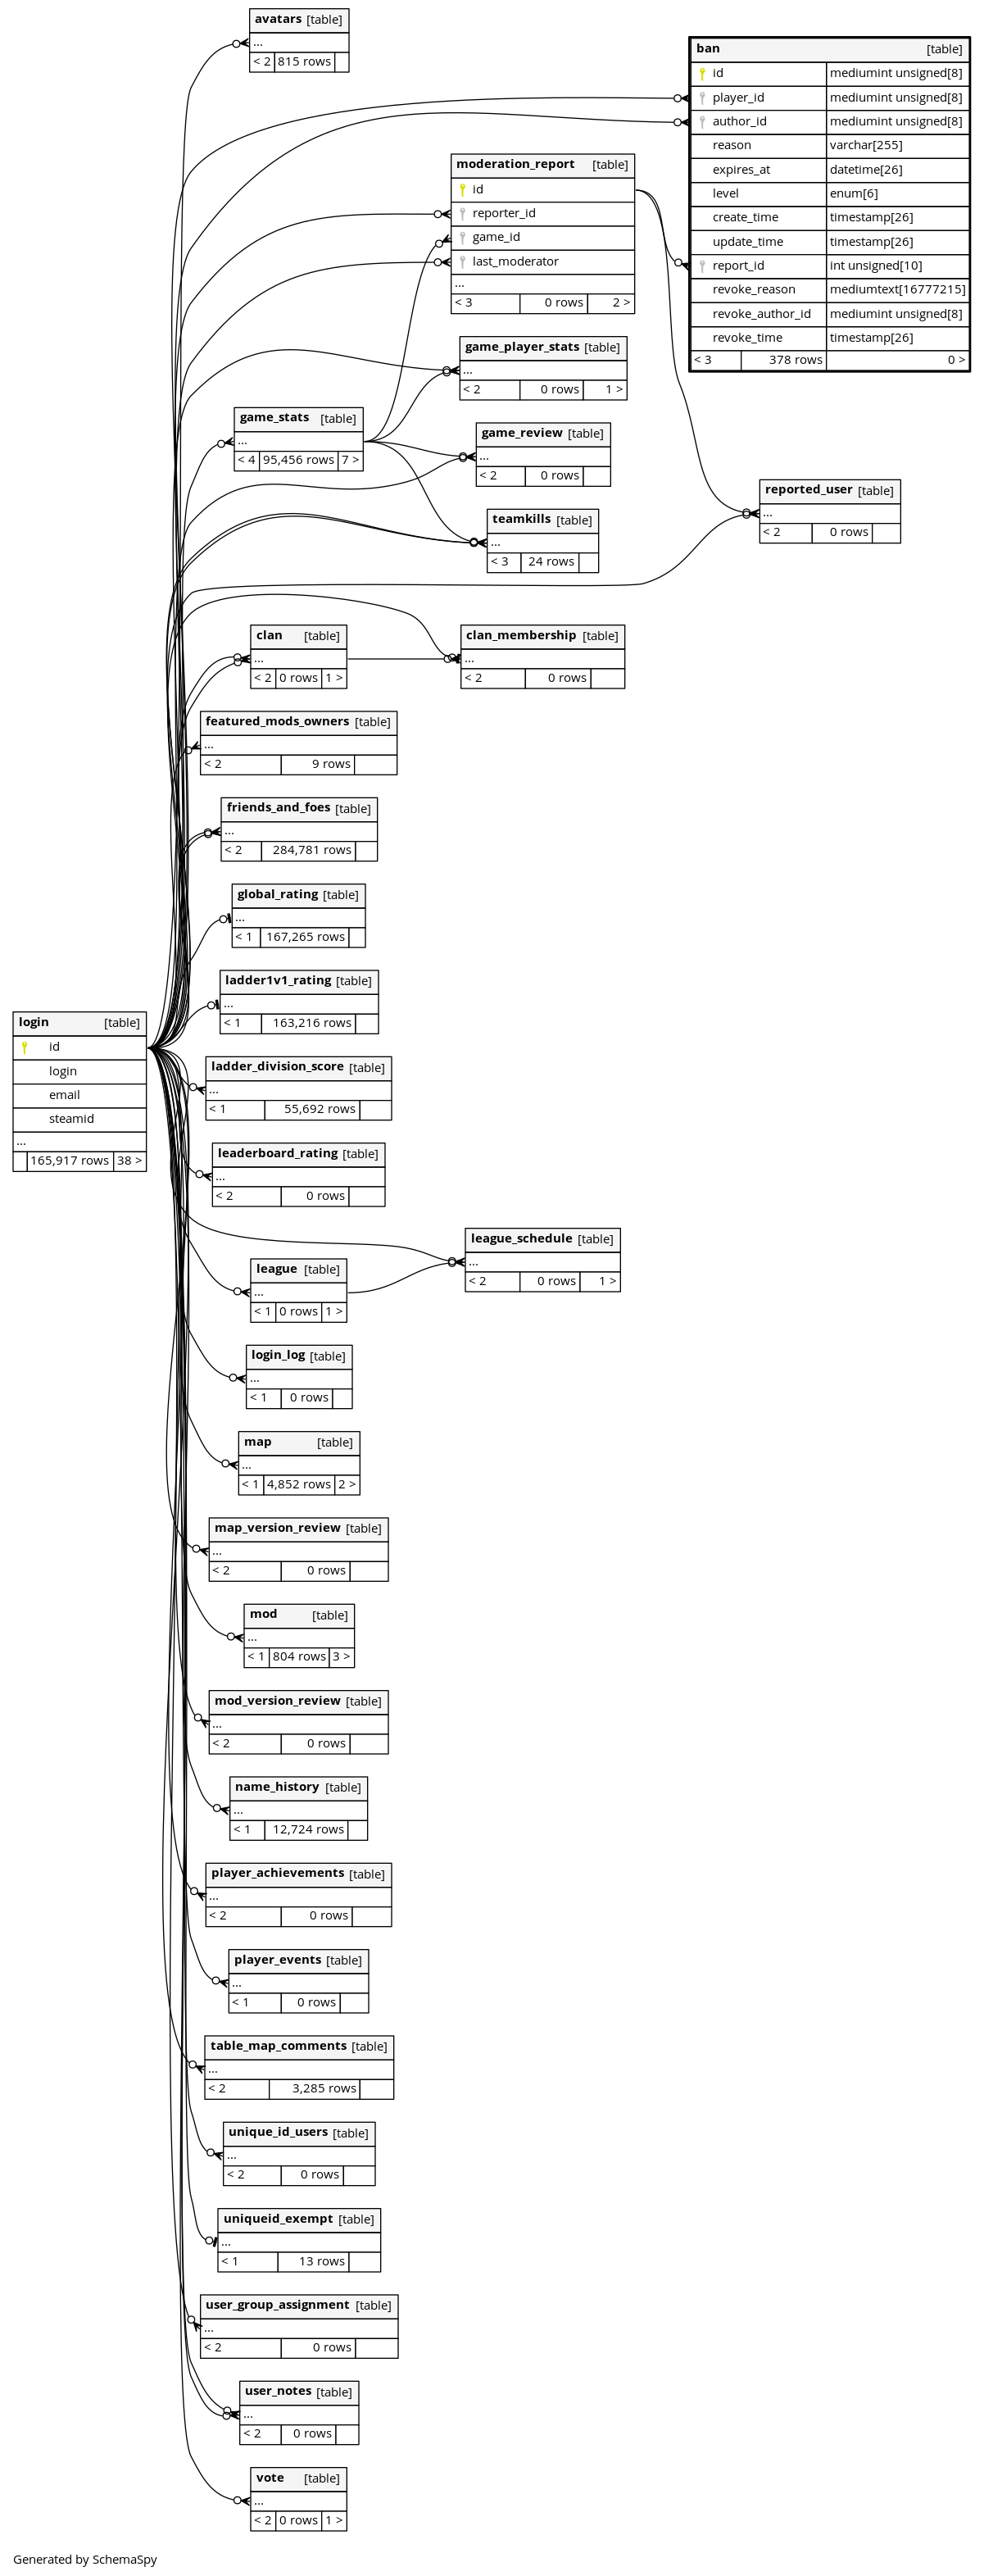 avatars [table]
...
< 2 815 rows
ban [table]
id mediumint unsigned[8]
player_id mediumint unsigned[8]
author_id mediumint unsigned[8]
reason varchar[255]
expires_at datetime[26]
level enum[6]
create_time timestamp[26]
update_time timestamp[26]
report_id int unsigned[10]
revoke_reason mediumtext[16777215]
revoke_author_id mediumint unsigned[8]
revoke_time timestamp[26]
< 3 378 rows 0 >
moderation_report [table]
id
reporter_id
game_id
last_moderator
...
< 3 0 rows 2 >
game_player_stats [table]
...
< 2 0 rows 1 >
game_stats [table]
...
< 4 95,456 rows 7 >
game_review [table]
...
< 2 0 rows
reported_user [table]
...
< 2 0 rows
teamkills [table]
...
< 3 24 rows
clan [table]
...
< 2 0 rows 1 >
clan_membership [table]
...
< 2 0 rows
featured_mods_owners [table]
...
< 2 9 rows
friends_and_foes [table]
...
< 2 284,781 rows
global_rating [table]
...
< 1 167,265 rows
ladder1v1_rating [table]
...
< 1 163,216 rows
login [table]
id
login
email
steamid
...
165,917 rows 38 >
ladder_division_score [table]
...
< 1 55,692 rows
leaderboard_rating [table]
...
< 2 0 rows
league_schedule [table]
...
< 2 0 rows 1 >
league [table]
...
< 1 0 rows 1 >
login_log [table]
...
< 1 0 rows
map [table]
...
< 1 4,852 rows 2 >
map_version_review [table]
...
< 2 0 rows
mod [table]
...
< 1 804 rows 3 >
mod_version_review [table]
...
< 2 0 rows
name_history [table]
...
< 1 12,724 rows
player_achievements [table]
...
< 2 0 rows
player_events [table]
...
< 1 0 rows
table_map_comments [table]
...
< 2 3,285 rows
unique_id_users [table]
...
< 2 0 rows
uniqueid_exempt [table]
...
< 1 13 rows
user_group_assignment [table]
...
< 2 0 rows
user_notes [table]
...
< 2 0 rows
vote [table]
...
< 2 0 rows 1 >
Generated by SchemaSpy